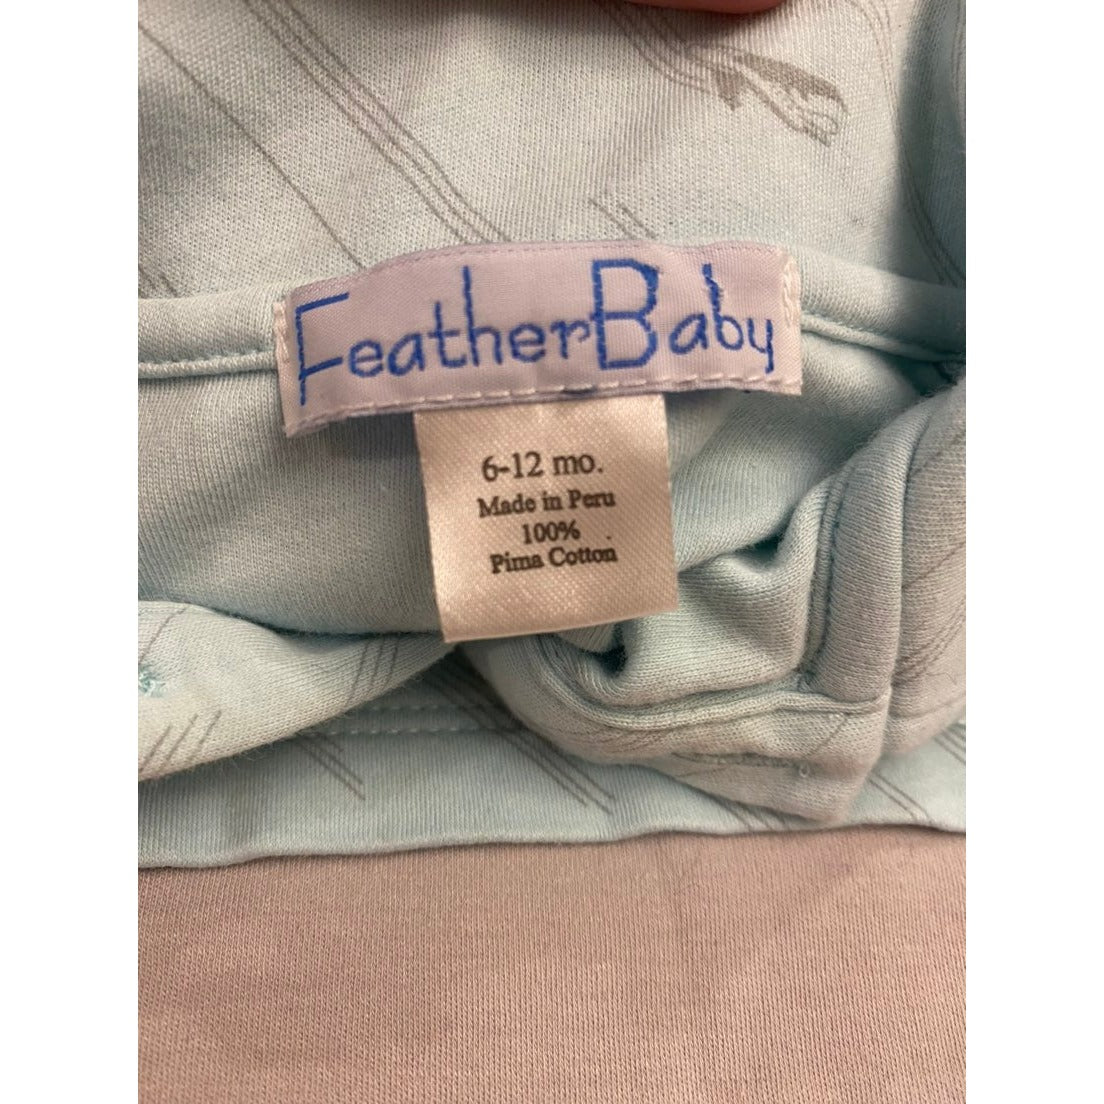 FeatherBaby
6-12 mo.
Made in Peru
100%
Pima Cotton